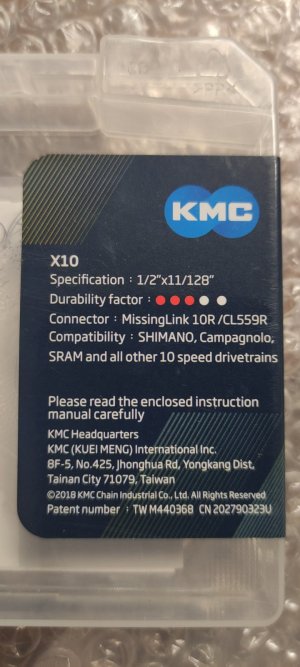 KMC
X10
Specification : 1/2"x11/128"
Durability factor :
Connector : MissingLink 10R /CL559R
Compatibility : SHIMANO, Campagnolo,
SRAM and all other 10 speed drivetrains
Please read the enclosed instruction
manual carefully
KMC Headquarters
KMC (KUEI MENG) International Inc.
8F-5, No.425, Jhonghua Rd, Yongkang Dist,
Tainan City 71079, Taiwan
©2018 KMC Chain Industrial Co., Ltd. All Rights Reserved
Patent number : TW M440368 CN 202790323U